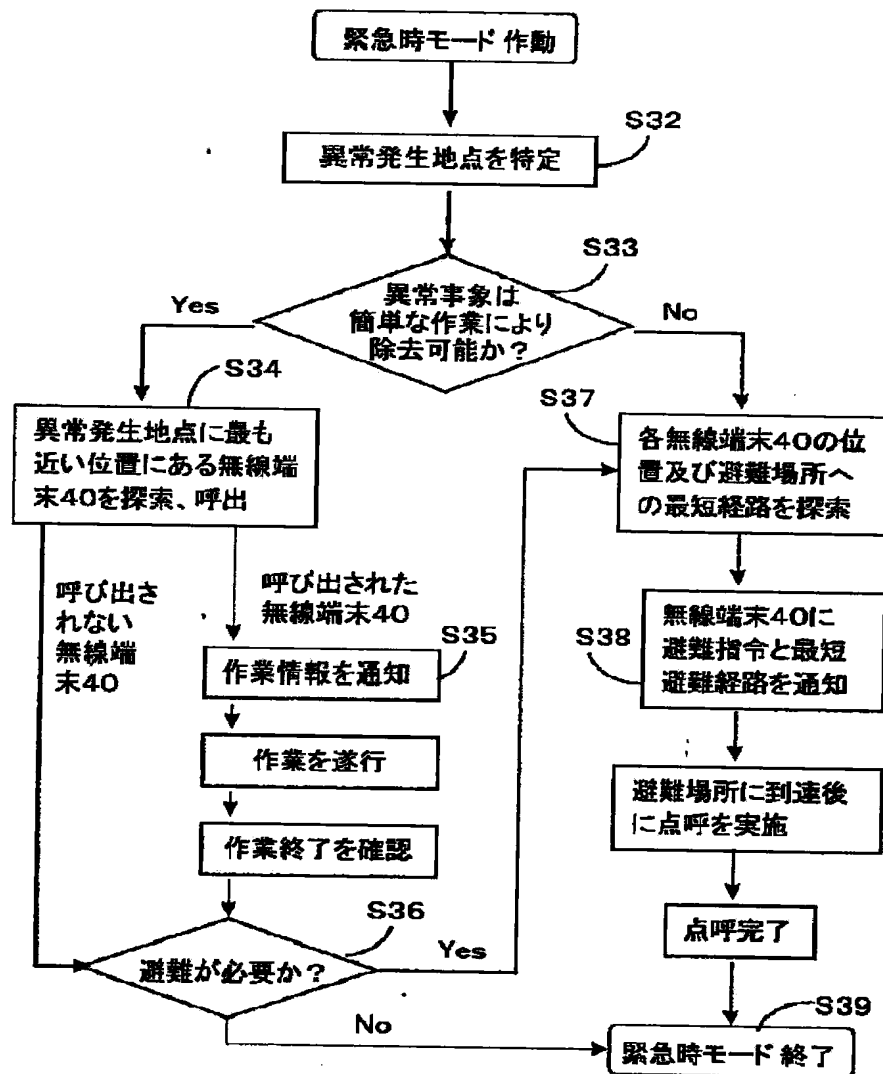 緊急時モード 作動
S32
異常発生地点を特定
S33
異常事象は
簡単な作業により
除去可能か?
Yes
No
S34
異常発生地点に最も
近い位置にある無線端
末40を探索、呼出
S37
各無線端末40の位
置及び避難場所へ
の最短経路を探索
呼び出さ
れない
無線端
末40
呼び出された
無線端末40
S35
作業情報を通知
S38
無線端末40に
避難指令と最短
避難経路を通知
作業を遂行
避難場所に到達後
に点呼を実施
作業終了を確認
S36
避難が必要か?
Yes
No
点呼完了
S39
緊急時モード 終了